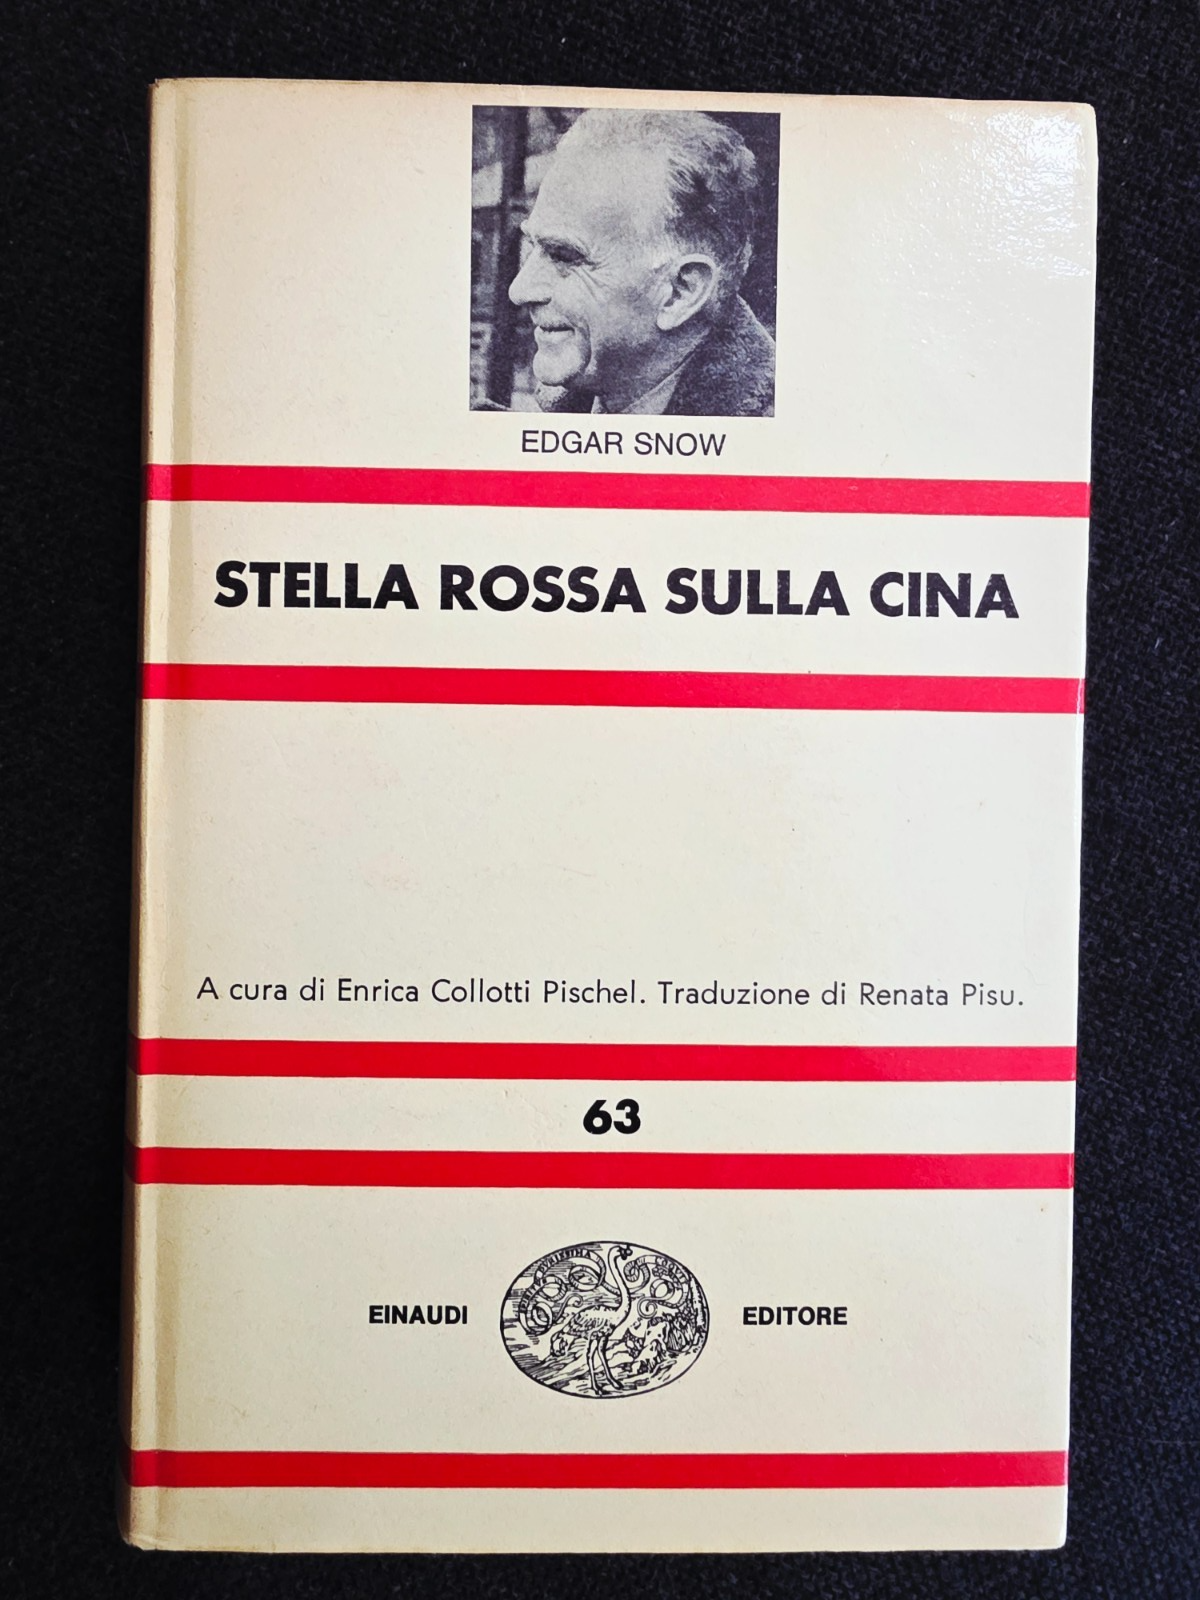 EDGAR SNOW
STELLA ROSSA SULLA CINA
A cura di Enrica Collotti Pischel. Traduzione di Renata Pisu.
63
EINAUDI EDITORE